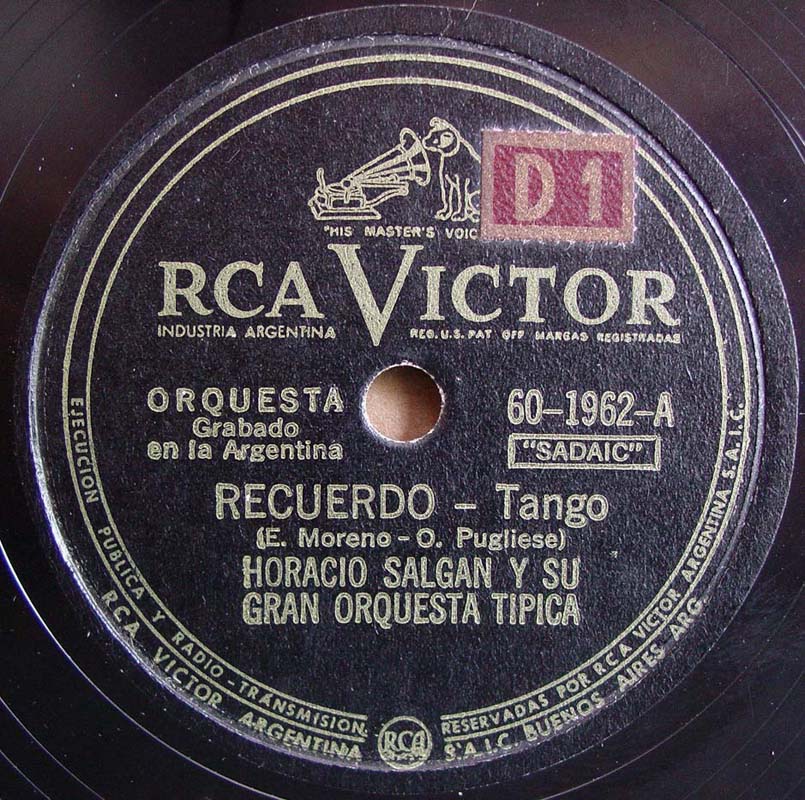 D 1
"HIS MASTER'S VOIC
RCA VICTOR
INDUSTRIA ARGENTINA
REG. U.S. PAT OFF MARCAS REGISTRADAS
ORQUESTA
Grabado
en la Argentina
60-1962-A
"SADAIC"
RECUERDO - Tango
(E. Moreno - O. Pugliese)
HORACIO SALGAN Y SU
GRAN ORQUESTA TIPICA
EJECUCION PUBLICA Y RADIO-TRANSMISION RESERVADAS POR RCA VICTOR ARGENTINA S.A.I.C.
RCA VICTOR ARGENTINA S.A.I.C. BUENOS AIRES ARG.
RCA